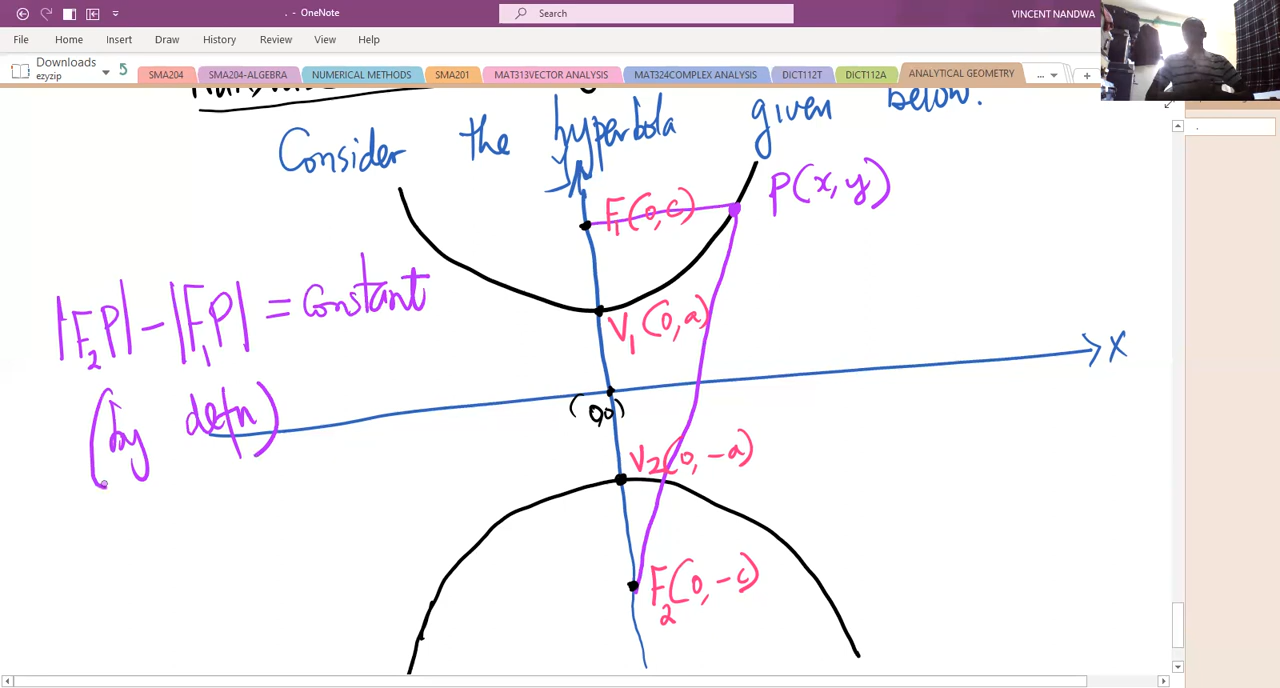 . - OneNote
Search
VINCENT NANDWA
File Home Insert Draw History Review View Help
Downloads
ezyzip
SMA204 SMA204-ALGEBRA NUMERICAL METHODS SMA201 MAT313VECTOR ANALYSIS MAT324COMPLEX ANALYSIS DICT112T DICT112A ANALYTICAL GEOMETRY ... +
Consider the hyperbola given below.
y
F1(0,c)
P(x,y)
|F2P| - |F1P| = Constant
V1(0,a)
X
(by defn)
(0,0)
V2(0,-a)
F2(0,-c)